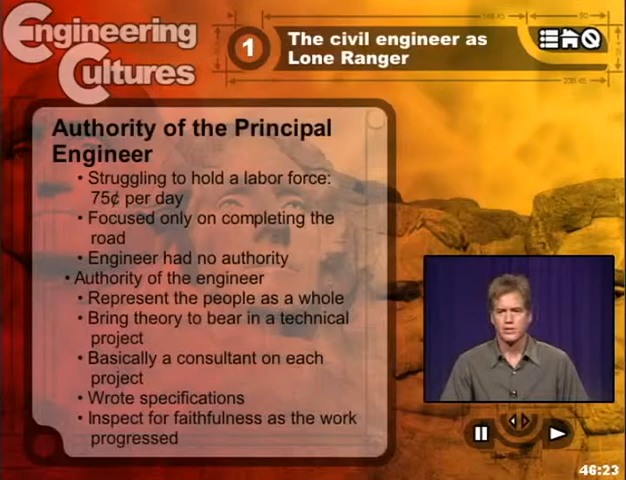 Engineering
Cultures
1
The civil engineer as
Lone Ranger
Authority of the Principal
Engineer
• Struggling to hold a labor force:
75¢ per day
• Focused only on completing the
road
• Engineer had no authority
• Authority of the engineer
• Represent the people as a whole
• Bring theory to bear in a technical
project
• Basically a consultant on each
project
• Wrote specifications
• Inspect for faithfulness as the work
progressed
46:23